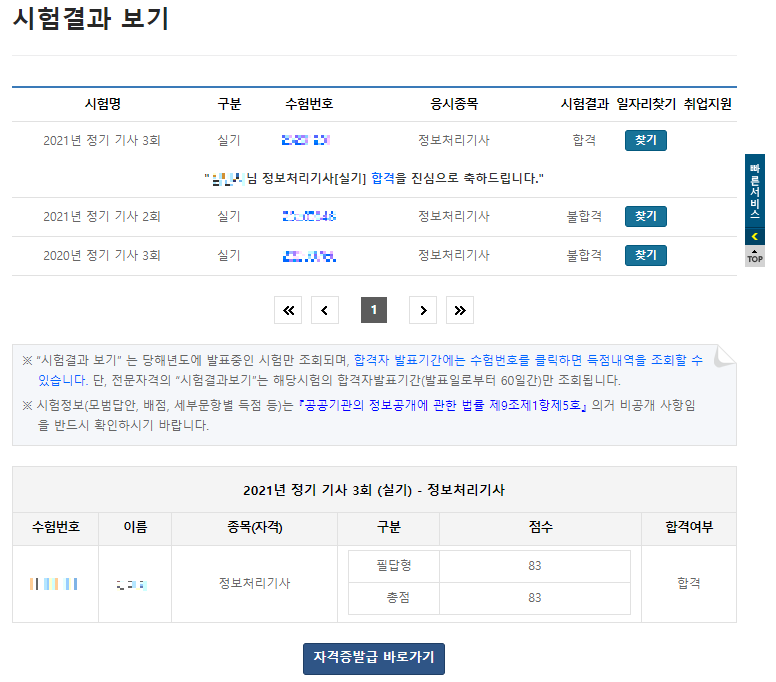 시험결과 보기
시험명 구분 수험번호 응시종목 시험결과 일자리찾기 취업지원
2021년 정기 기사 3회 실기 정보처리기사 합격 찾기
"님 정보처리기사[실기] 합격을 진심으로 축하드립니다."
2021년 정기 기사 2회 실기 정보처리기사 불합격 찾기
2020년 정기 기사 3회 실기 정보처리기사 불합격 찾기
빠른서비스
TOP
1
※ "시험결과 보기" 는 당해년도에 발표중인 시험만 조회되며, 합격자 발표기간에는 수험번호를 클릭하면 득점내역을 조회할 수
있습니다. 단, 전문자격의 "시험결과보기"는 해당시험의 합격자발표기간(발표일로부터 60일간)만 조회됩니다.
※ 시험정보(모범답안, 배점, 세부문항별 득점 등)는 『공공기관의 정보공개에 관한 법률 제9조제1항제5호』 의거 비공개 사항임
을 반드시 확인하시기 바랍니다.
2021년 정기 기사 3회 (실기) - 정보처리기사
수험번호 이름 종목(자격) 구분 점수 합격여부
필답형 83
정보처리기사 합격
총점 83
자격증발급 바로가기